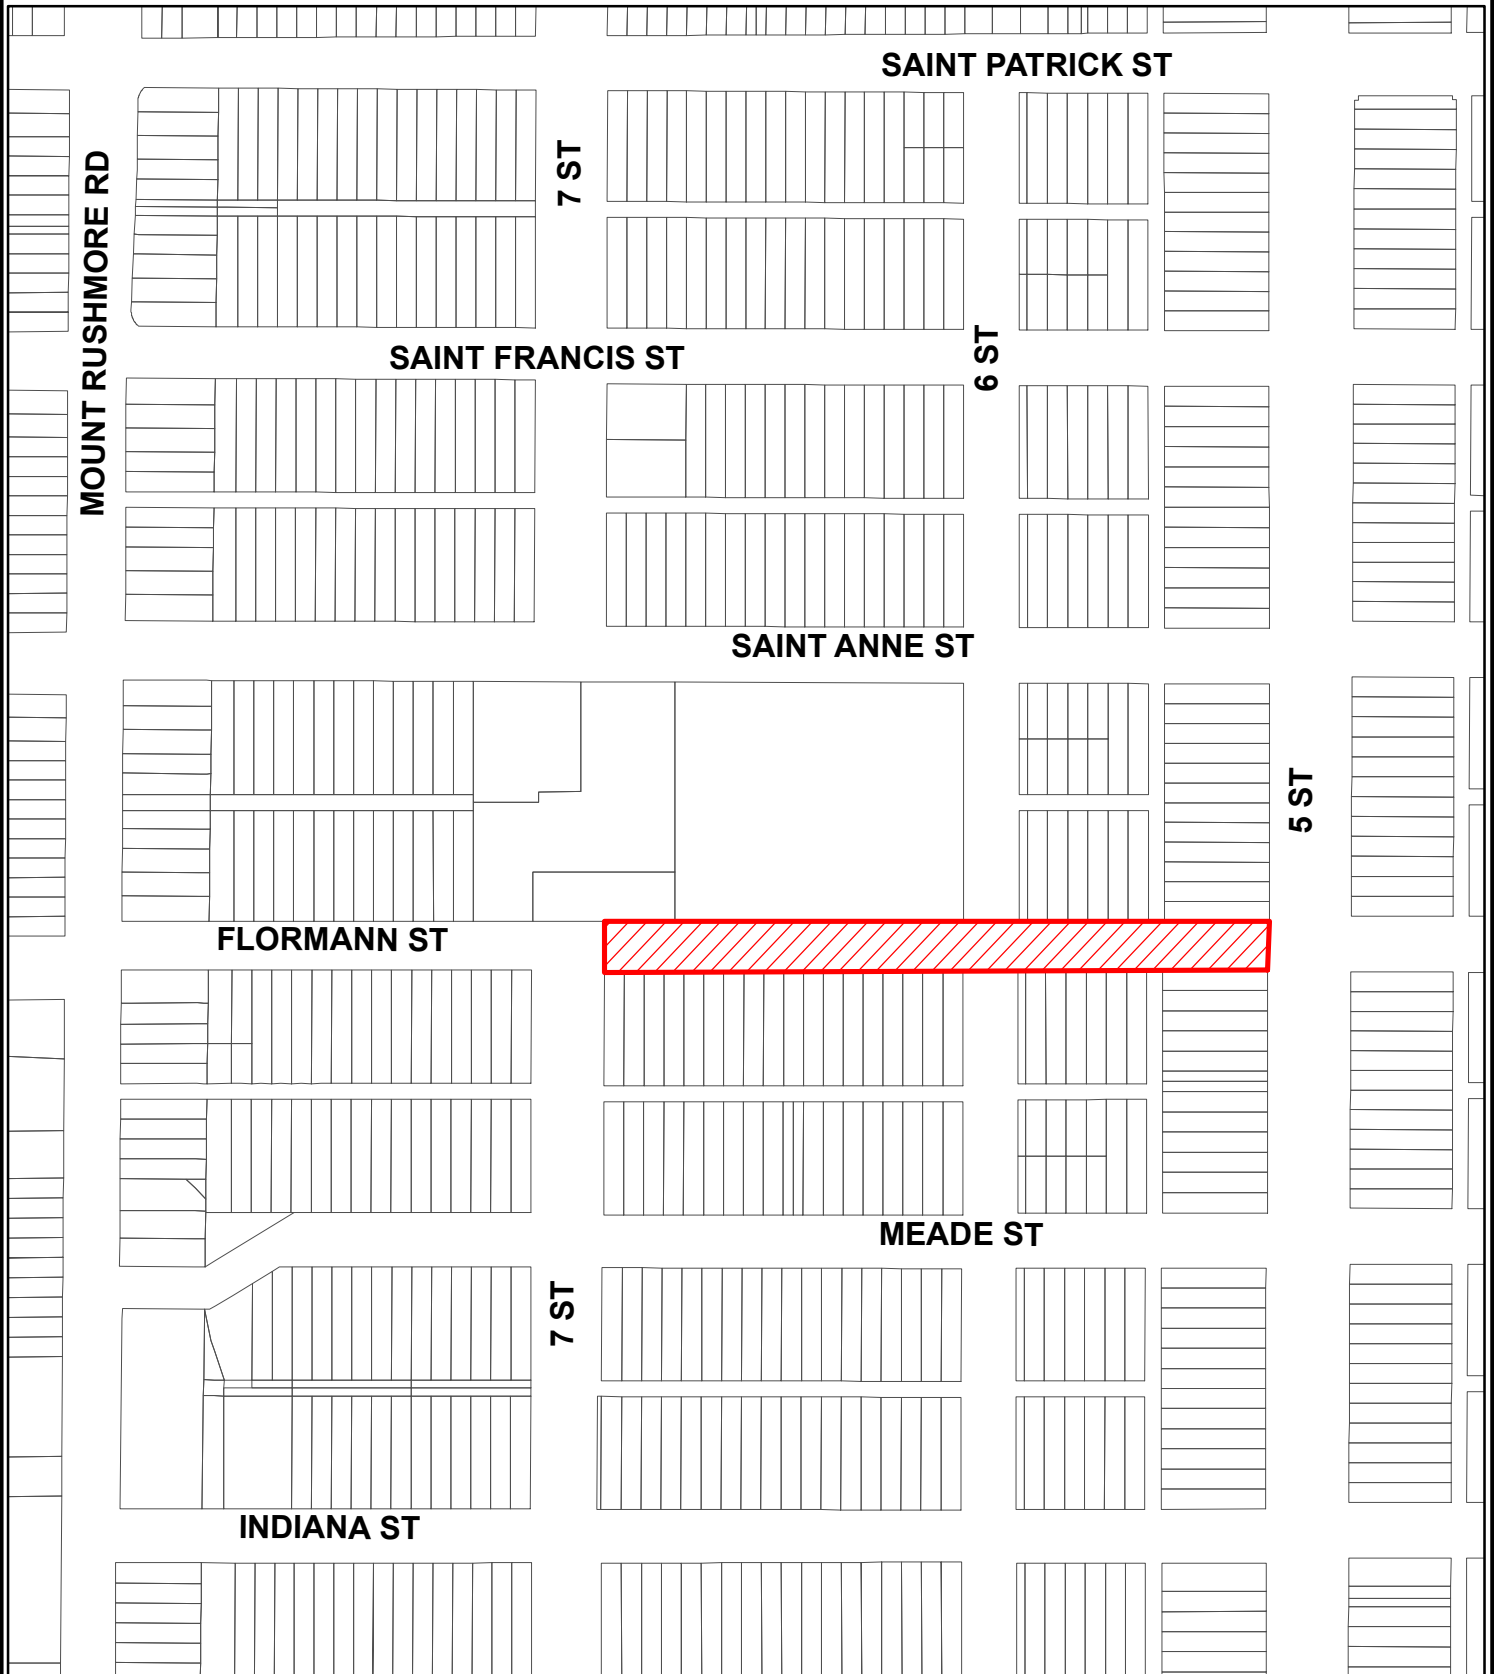 SAINT PATRICK ST
MOUNT RUSHMORE RD
7 ST
SAINT FRANCIS ST
6 ST
SAINT ANNE ST
5 ST
FLORMANN ST
MEADE ST
7 ST
INDIANA ST